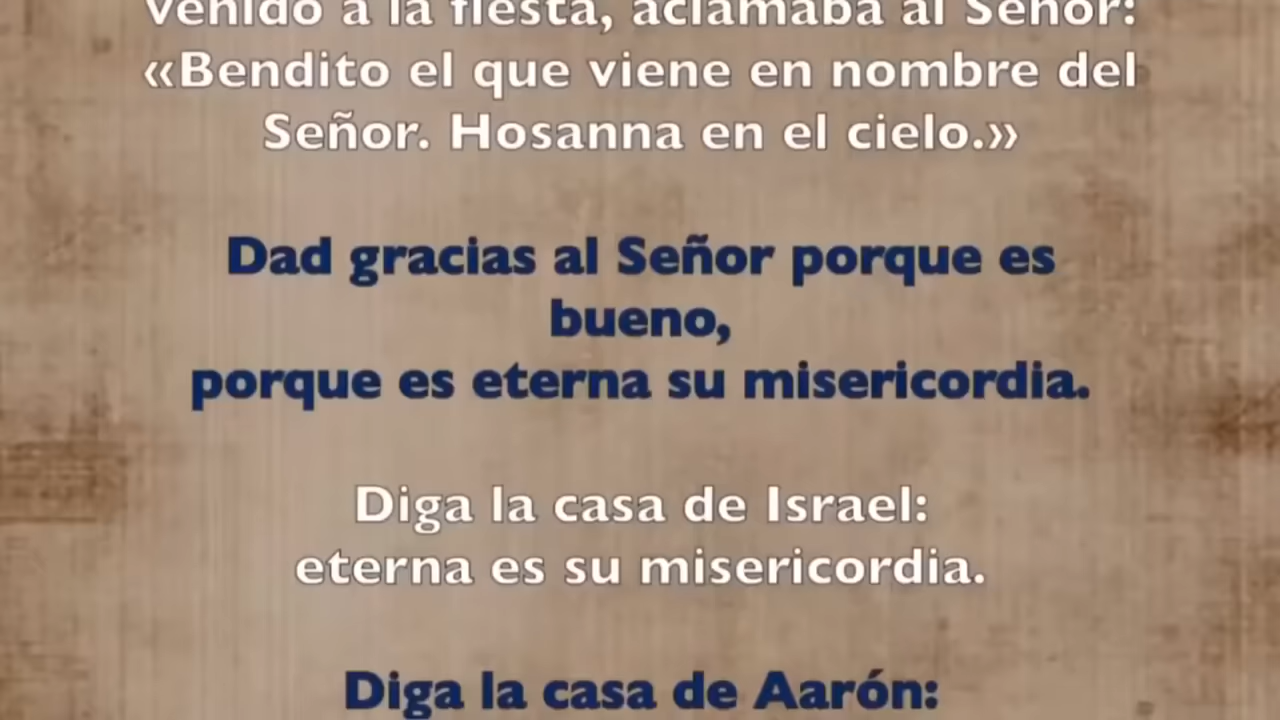 venido a la fiesta, aclamaba al Señor:
«Bendito el que viene en nombre del
Señor. Hosanna en el cielo.»
Dad gracias al Señor porque es
bueno,
porque es eterna su misericordia.
Diga la casa de Israel:
eterna es su misericordia.
Diga la casa de Aarón: